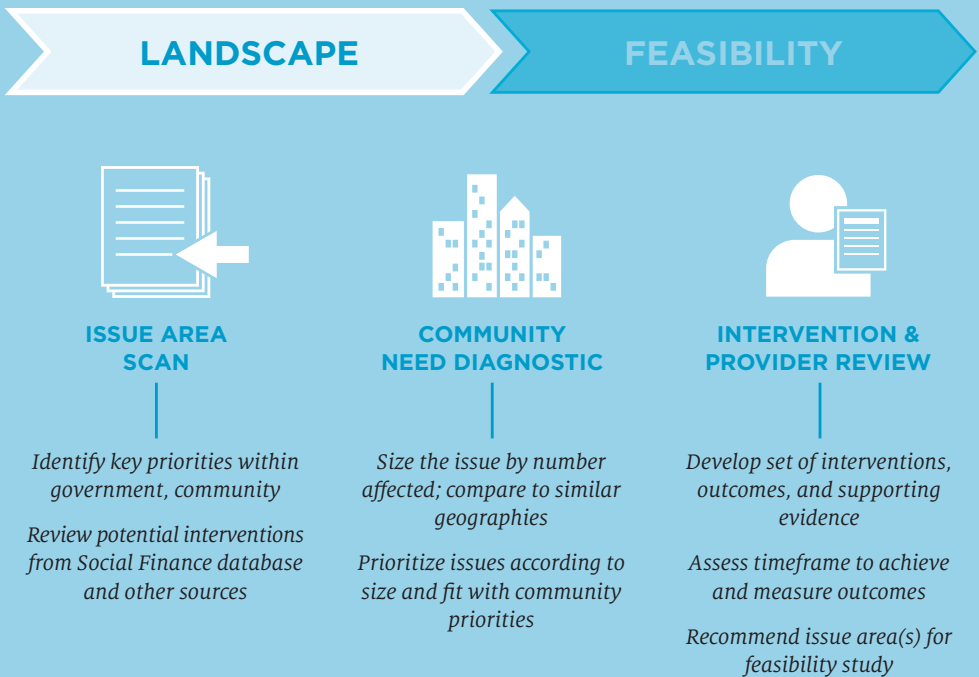 LANDSCAPE
FEASIBILITY
ISSUE AREA
SCAN
Identify key priorities within
government, community
Review potential interventions
from Social Finance database
and other sources
COMMUNITY
NEED DIAGNOSTIC
Size the issue by number
affected; compare to similar
geographies
Prioritize issues according to
size and fit with community
priorities
INTERVENTION &
PROVIDER REVIEW
Develop set of interventions,
outcomes, and supporting
evidence
Assess timeframe to achieve
and measure outcomes
Recommend issue area(s) for
feasibility study